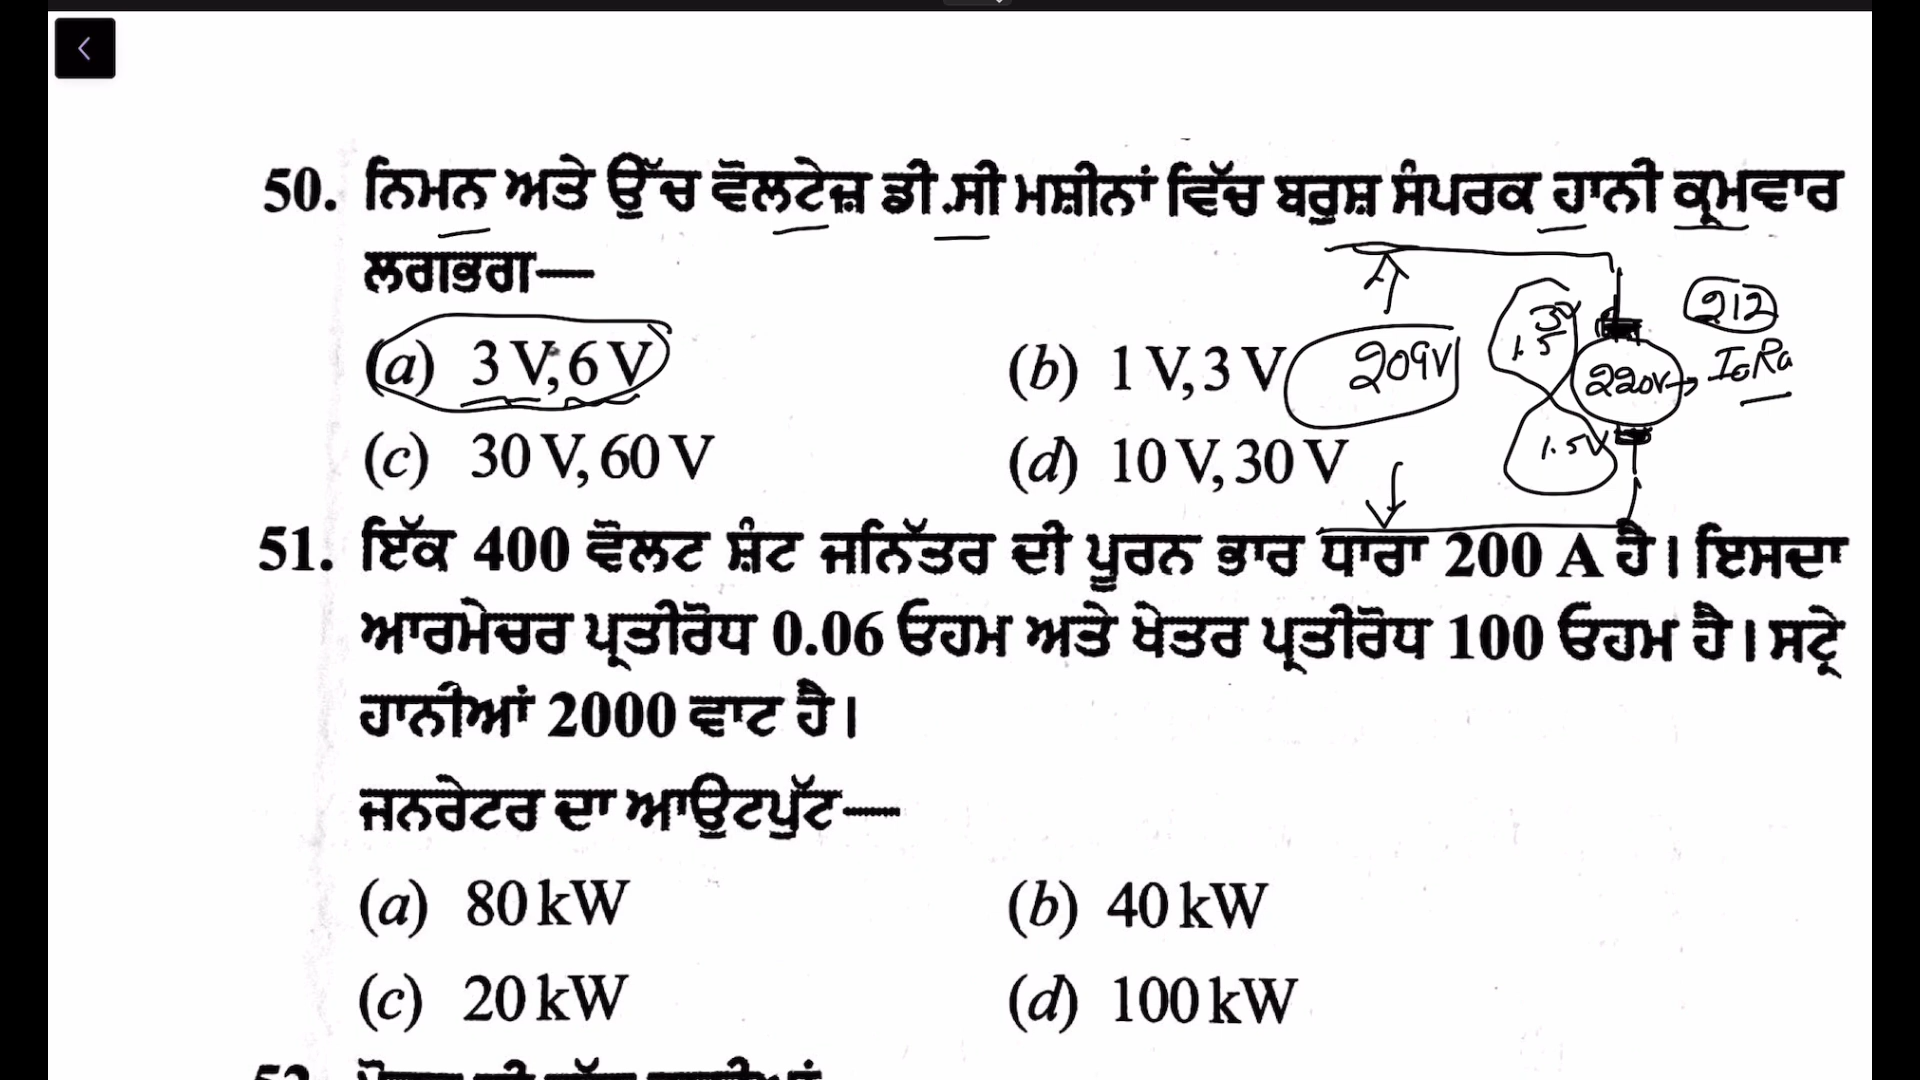 50. ਨਿਮਨ ਅਤੇ ਉੱਚ ਵੋਲਟੇਜ਼ ਡੀ.ਸੀ ਮਸ਼ੀਨਾਂ ਵਿੱਚ ਬਰੁਸ਼ ਸੰਪਰਕ ਹਾਨੀ ਕ੍ਰਮਵਾਰ
ਲਗਭਗ—
(a) 3 V, 6 V (b) 1 V, 3 V
(c) 30 V, 60 V (d) 10 V, 30 V
209V
1.5
220V
212
IaRa
1.5V
51. ਇੱਕ 400 ਵੋਲਟ ਸ਼ੰਟ ਜਨਿੱਤਰ ਦੀ ਪੂਰਨ ਭਾਰ ਧਾਰਾ 200 A ਹੈ। ਇਸਦਾ
ਆਰਮੇਚਰ ਪ੍ਰਤੀਰੋਧ 0.06 ਓਹਮ ਅਤੇ ਖੇਤਰ ਪ੍ਰਤੀਰੋਧ 100 ਓਹਮ ਹੈ। ਸਟ੍ਰੇ
ਹਾਨੀਆਂ 2000 ਵਾਟ ਹੈ।
ਜਨਰੇਟਰ ਦਾ ਆਉਟਪੁੱਟ—
(a) 80 kW (b) 40 kW
(c) 20 kW (d) 100 kW